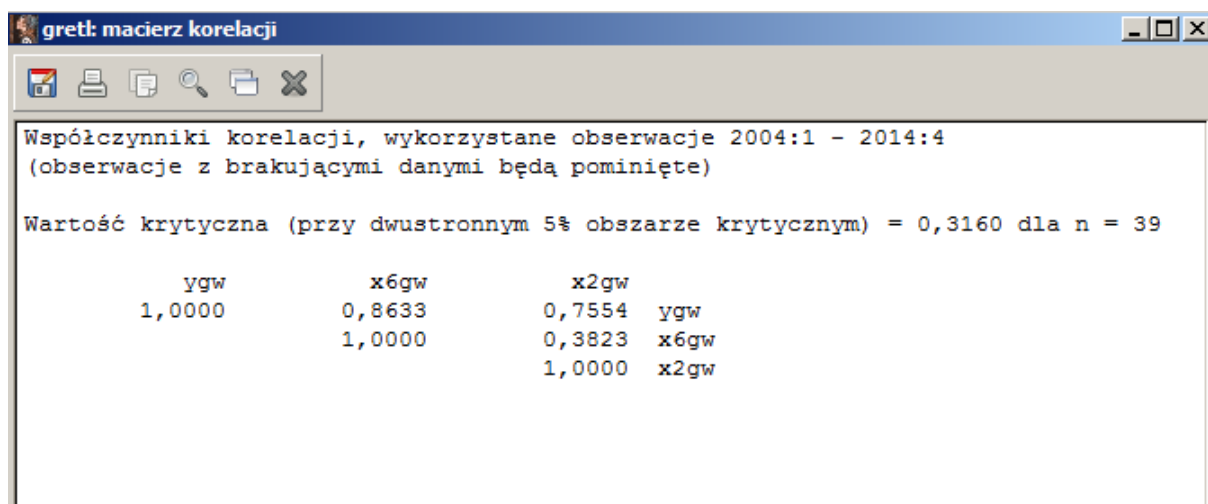 gretl: macierz korelacji
Współczynniki korelacji, wykorzystane obserwacje 2004:1 - 2014:4
(obserwacje z brakującymi danymi będą pominięte)
Wartość krytyczna (przy dwustronnym 5% obszarze krytycznym) = 0,3160 dla n = 39
ygw x6gw x2gw
1,0000 0,8633 0,7554 ygw
1,0000 0,3823 x6gw
1,0000 x2gw